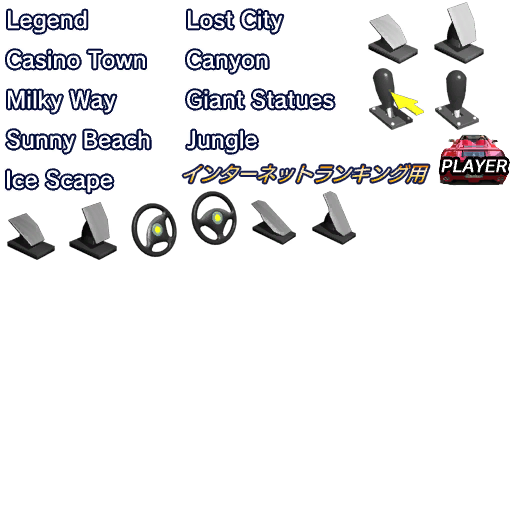 Legend
Casino Town
Milky Way
Sunny Beach
Ice Scape
Lost City
Canyon
Giant Statues
Jungle
インターネットランキング用
PLAYER